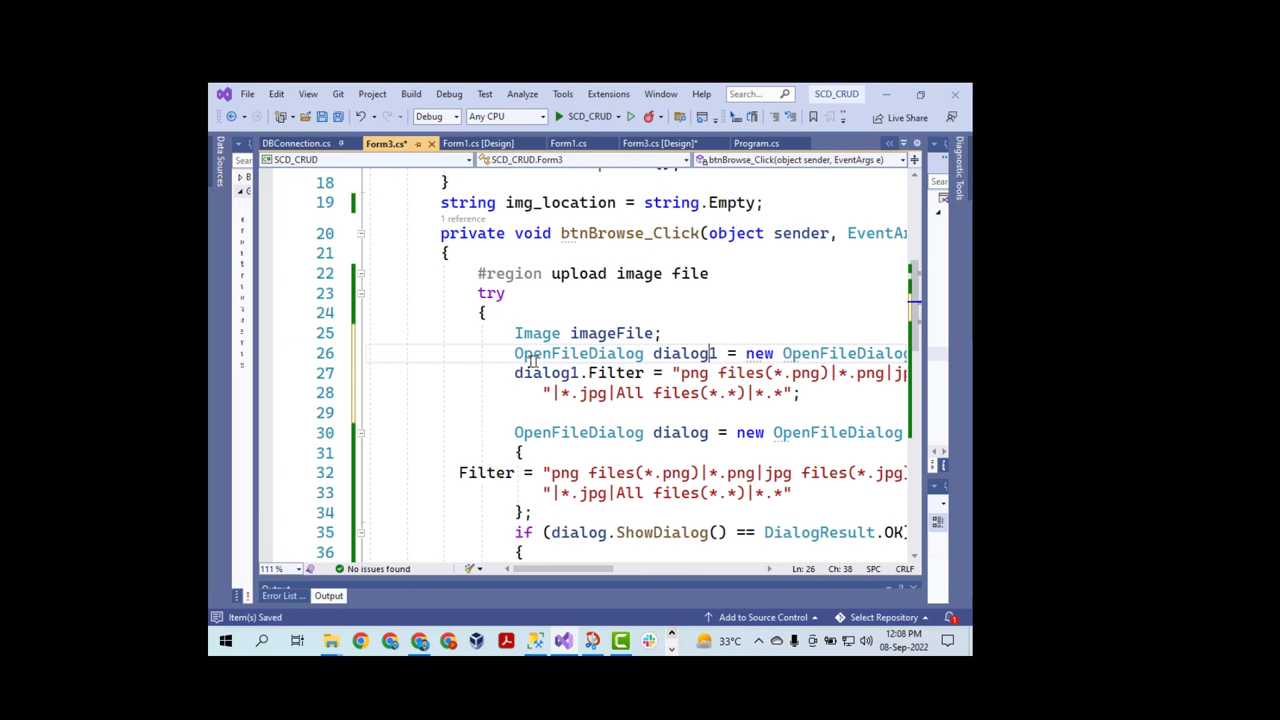 File Edit View Git Project Build Debug Test Analyze Tools Extensions Window Help Search... SCD_CRUD
Debug Any CPU SCD_CRUD Live Share
DBConnection.cs Form3.cs* Form1.cs [Design] Form1.cs Form3.cs [Design]* Program.cs
SCD_CRUD SCD_CRUD.Form3 btnBrowse_Click(object sender, EventArgs e)
Data Sources
Sear
Diagnostic Tools
Sear
18 }
19 string img_location = string.Empty;
1 reference
20 private void btnBrowse_Click(object sender, EventAr
21 {
22 #region upload image file
23 try
24 {
25 Image imageFile;
26 OpenFileDialog dialog1 = new OpenFileDialog
27 dialog1.Filter = "png files(*.png)|*.png|jp
28 "|*.jpg|All files(*.*)|*.*";
29
30 OpenFileDialog dialog = new OpenFileDialog
31 {
32 Filter = "png files(*.png)|*.png|jpg files(*.jpg)
33 "|*.jpg|All files(*.*)|*.*"
34 };
35 if (dialog.ShowDialog() == DialogResult.OK)
36 {
111 % No issues found Ln: 26 Ch: 38 SPC CRLF
Error List ... Output
Item(s) Saved Add to Source Control Select Repository 1
33°C 12:08 PM
08-Sep-2022